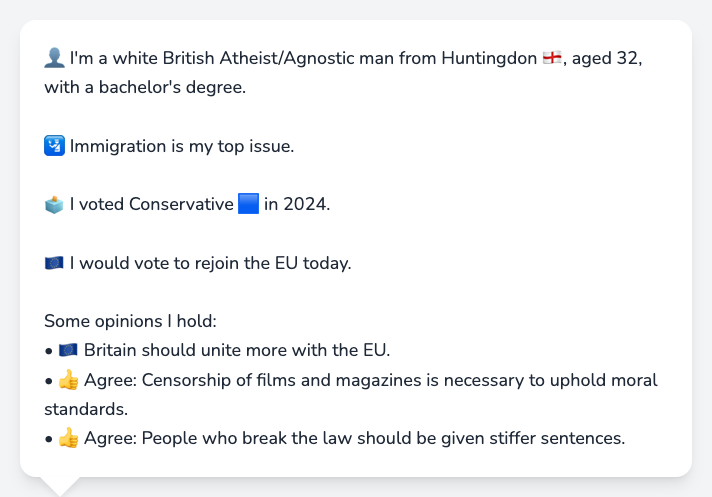 👤 I'm a white British Atheist/Agnostic man from Huntingdon 🏴󠁧󠁢󠁥󠁮󠁧󠁿, aged 32,
with a bachelor's degree.
🛂 Immigration is my top issue.
🗳️ I voted Conservative 🟦 in 2024.
🇪🇺 I would vote to rejoin the EU today.
Some opinions I hold:
• 🇪🇺 Britain should unite more with the EU.
• 👍 Agree: Censorship of films and magazines is necessary to uphold moral
standards.
• 👍 Agree: People who break the law should be given stiffer sentences.